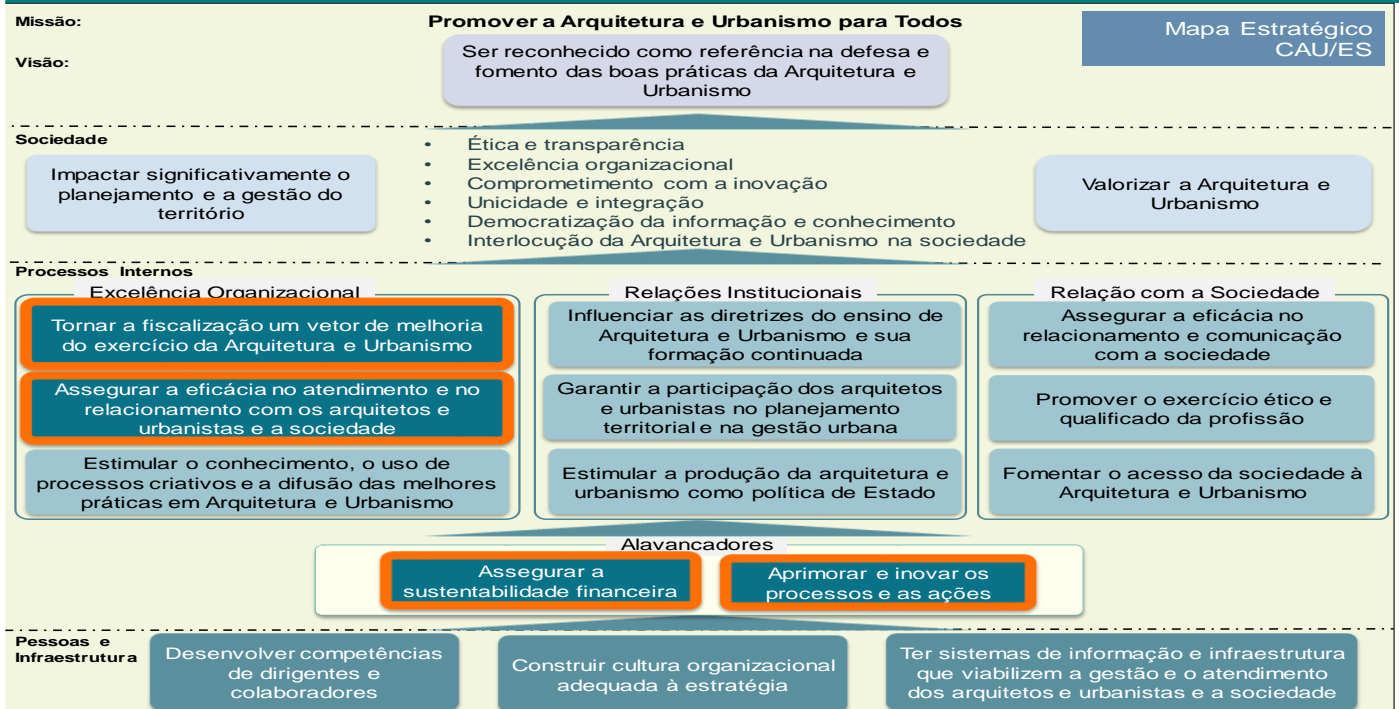 Missão:
Promover a Arquitetura e Urbanismo para Todos
Mapa Estratégico
CAU/ES
Visão:
Ser reconhecido como referência na defesa e
fomento das boas práticas da Arquitetura e
Urbanismo
Sociedade
Impactar significativamente o
planejamento e a gestão do
território
• Ética e transparência
• Excelência organizacional
• Comprometimento com a inovação
• Unicidade e integração
• Democratização da informação e conhecimento
• Interlocução da Arquitetura e Urbanismo na sociedade
Valorizar a Arquitetura e
Urbanismo
Processos Internos
Excelência Organizacional
Tornar a fiscalização um vetor de melhoria
do exercício da Arquitetura e Urbanismo
Assegurar a eficácia no atendimento e no
relacionamento com os arquitetos e
urbanistas e a sociedade
Estimular o conhecimento, o uso de
processos criativos e a difusão das melhores
práticas em Arquitetura e Urbanismo
Relações Institucionais
Influenciar as diretrizes do ensino de
Arquitetura e Urbanismo e sua
formação continuada
Garantir a participação dos arquitetos
e urbanistas no planejamento
territorial e na gestão urbana
Estimular a produção da arquitetura e
urbanismo como política de Estado
Relação com a Sociedade
Assegurar a eficácia no
relacionamento e comunicação
com a sociedade
Promover o exercício ético e
qualificado da profissão
Fomentar o acesso da sociedade à
Arquitetura e Urbanismo
Alavancadores
Assegurar a
sustentabilidade financeira
Aprimorar e inovar os
processos e as ações
Pessoas e
Infraestrutura
Desenvolver competências
de dirigentes e
colaboradores
Construir cultura organizacional
adequada à estratégia
Ter sistemas de informação e infraestrutura
que viabilizem a gestão e o atendimento
dos arquitetos e urbanistas e a sociedade